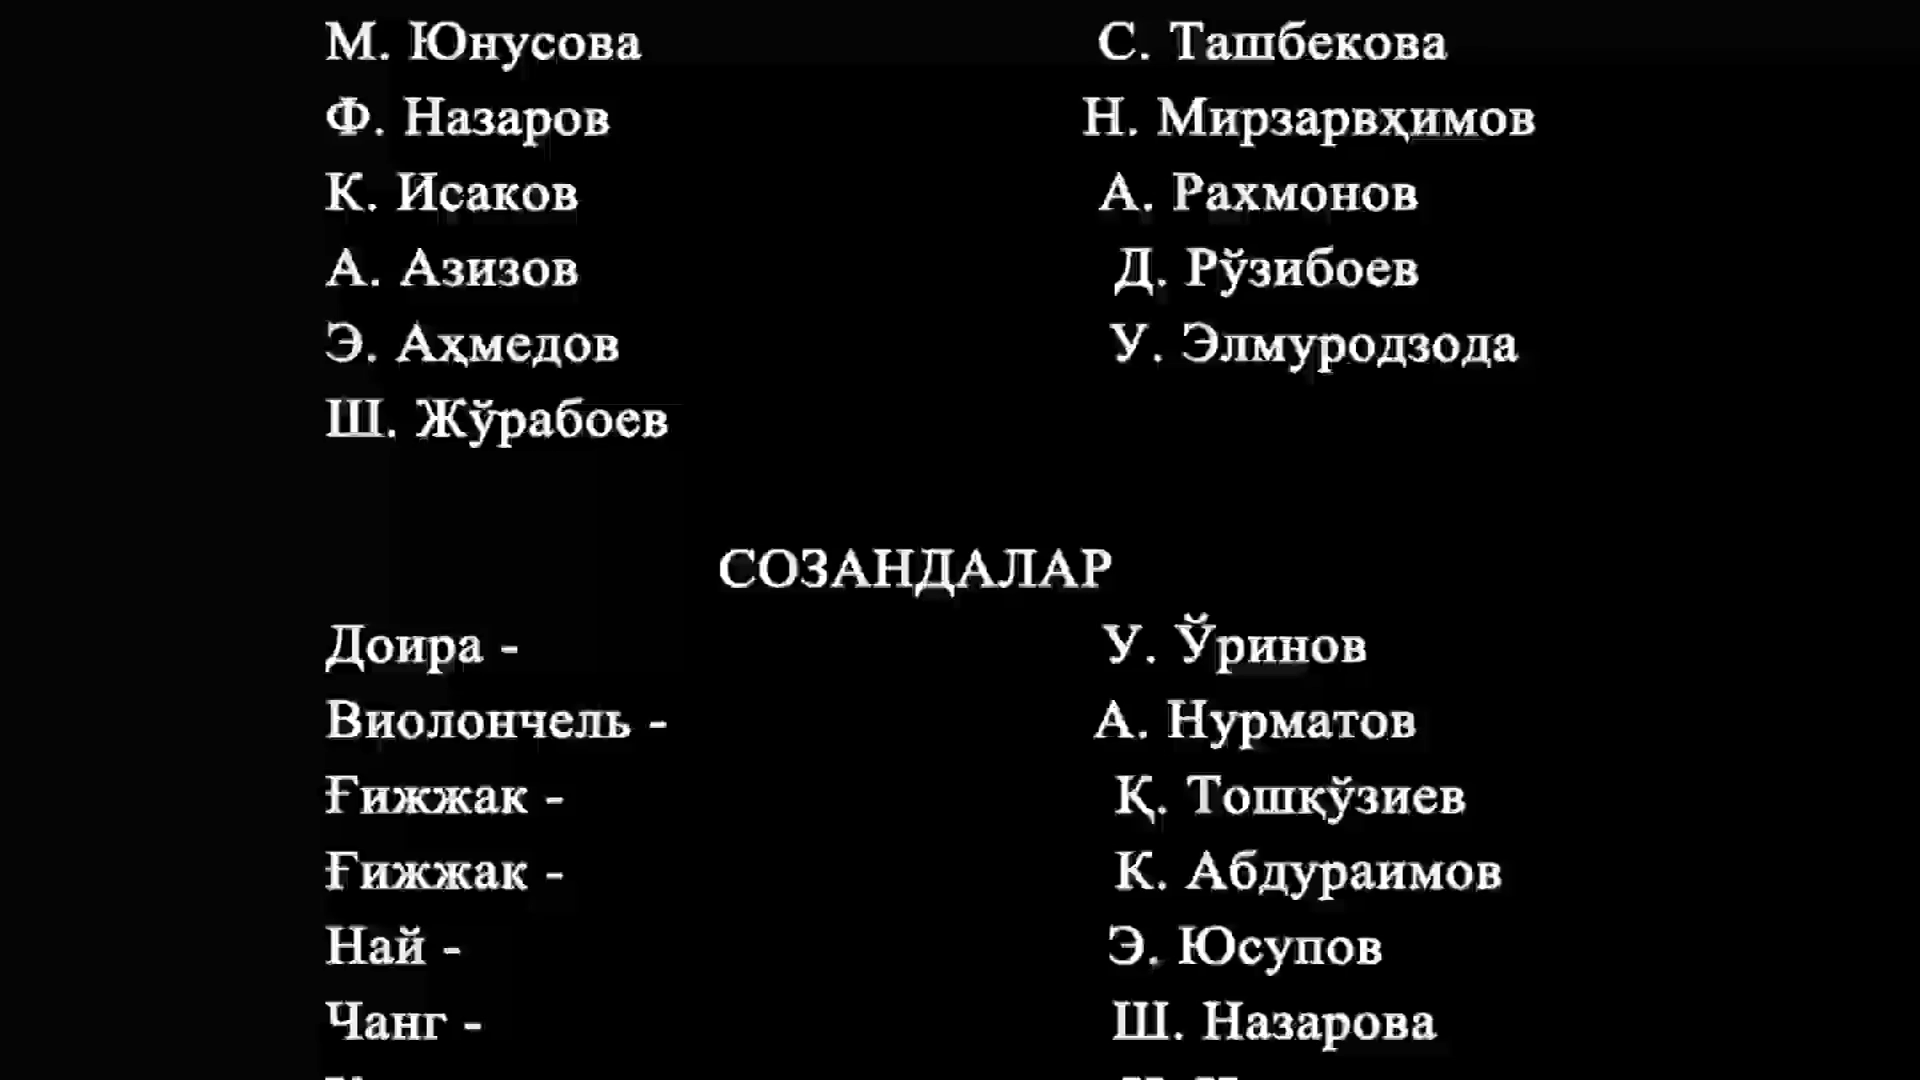 М. Юнусова С. Ташбекова
Ф. Назаров Н. Мирзарвҳимов
К. Исаков А. Рахмонов
А. Азизов Д. Рўзибоев
Э. Аҳмедов У. Элмуродзода
Ш. Жўрабоев
СОЗАНДАЛАР
Доира - У. Ўринов
Виолончель - А. Нурматов
Ғижжак - Қ. Тошқўзиев
Ғижжак - К. Абдураимов
Най - Э. Юсупов
Чанг - Ш. Назарова